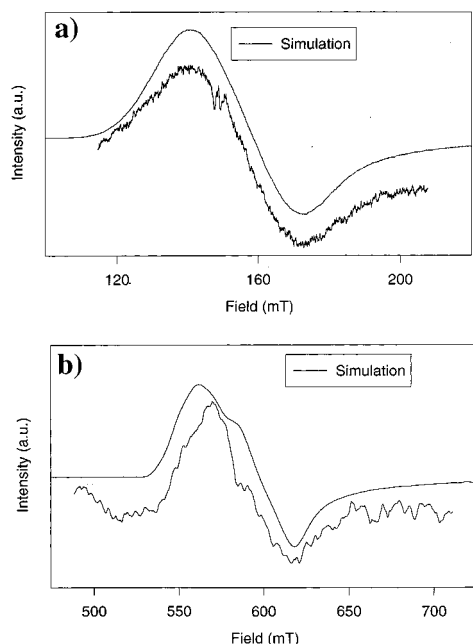 a)
Simulation
Intensity (a.u.)
120
160
200
Field (mT)
b)
Simulation
Intensity (a.u.)
500
550
600
650
700
Field (mT)